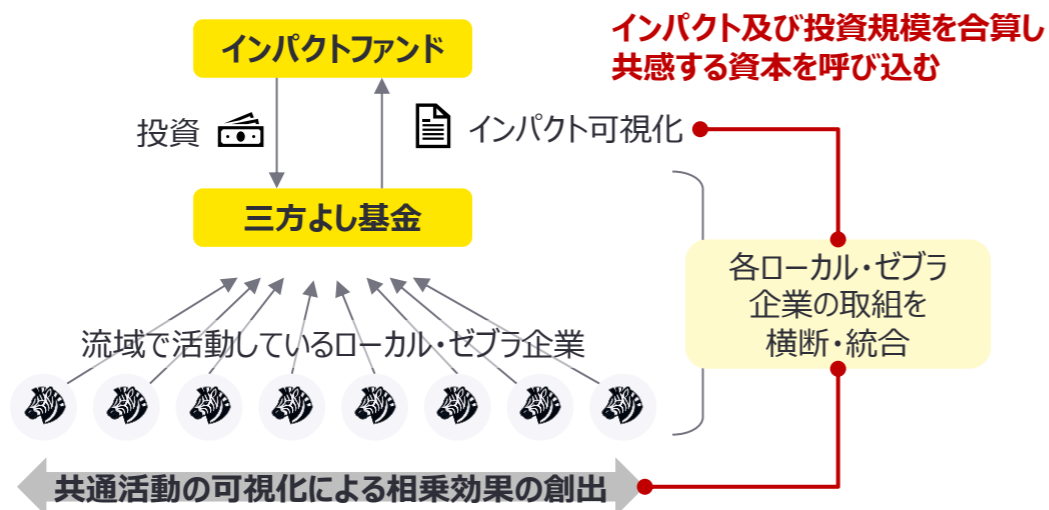 インパクトファンド
インパクト及び投資規模を合算し
共感する資本を呼び込む
投資
インパクト可視化
三方よし基金
各ローカル・ゼブラ
企業の取組を
横断・統合
流域で活動しているローカル・ゼブラ企業
共通活動の可視化による相乗効果の創出